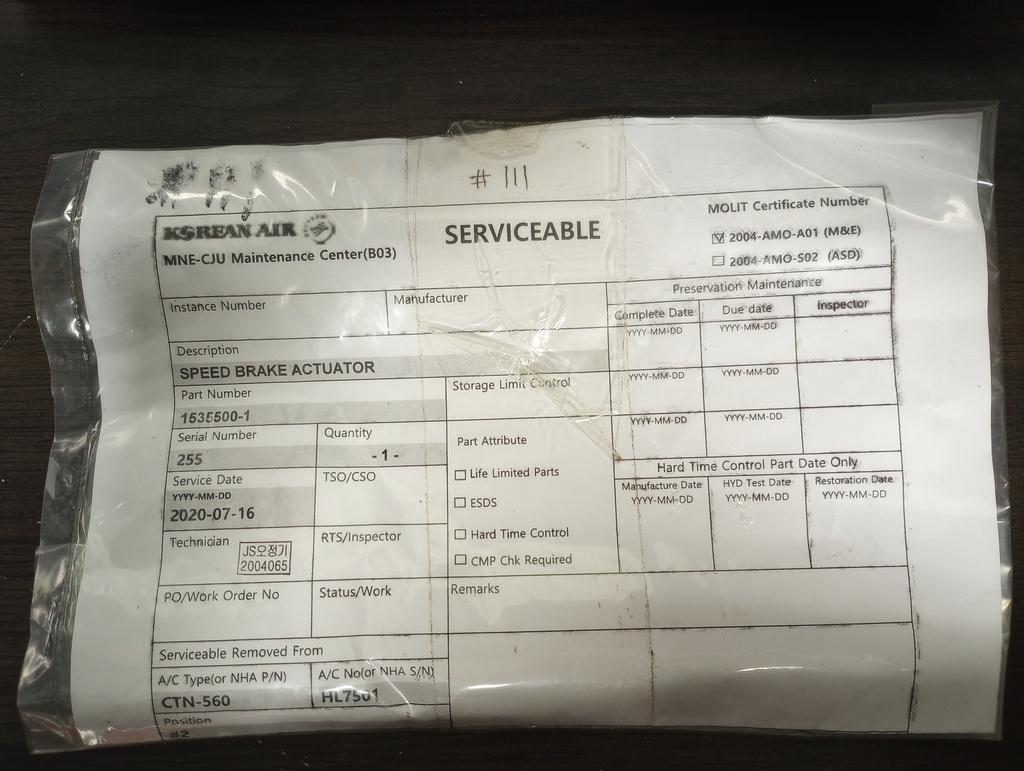 # 111
# 111
KOREAN AIR
MNE-CJU Maintenance Center(B03)
SERVICEABLE
MOLIT Certificate Number
☑ 2004-AMO-A01 (M&E)
☐ 2004-AMO-S02 (ASD)
Instance Number
Manufacturer
Preservation Maintenance
Complete Date Due date Inspector
YYYY-MM-DD YYYY-MM-DD
Description
SPEED BRAKE ACTUATOR
Part Number
1535500-1
Storage Limit Control
YYYY-MM-DD YYYY-MM-DD
YYYY-MM-DD YYYY-MM-DD
Serial Number
255
Quantity
- 1 -
Part Attribute
☐ Life Limited Parts
☐ ESDS
☐ Hard Time Control
☐ CMP Chk Required
Hard Time Control Part Date Only
Manufacture Date HYD Test Date Restoration Date
YYYY-MM-DD YYYY-MM-DD YYYY-MM-DD
Service Date
YYYY-MM-DD
2020-07-16
TSO/CSO
Technician
JS오정기
2004065
RTS/Inspector
PO/Work Order No
Status/Work
Remarks
Serviceable Removed From
A/C Type(or NHA P/N)
CTN-560
A/C No(or NHA S/N)
HL7501
Position
#2